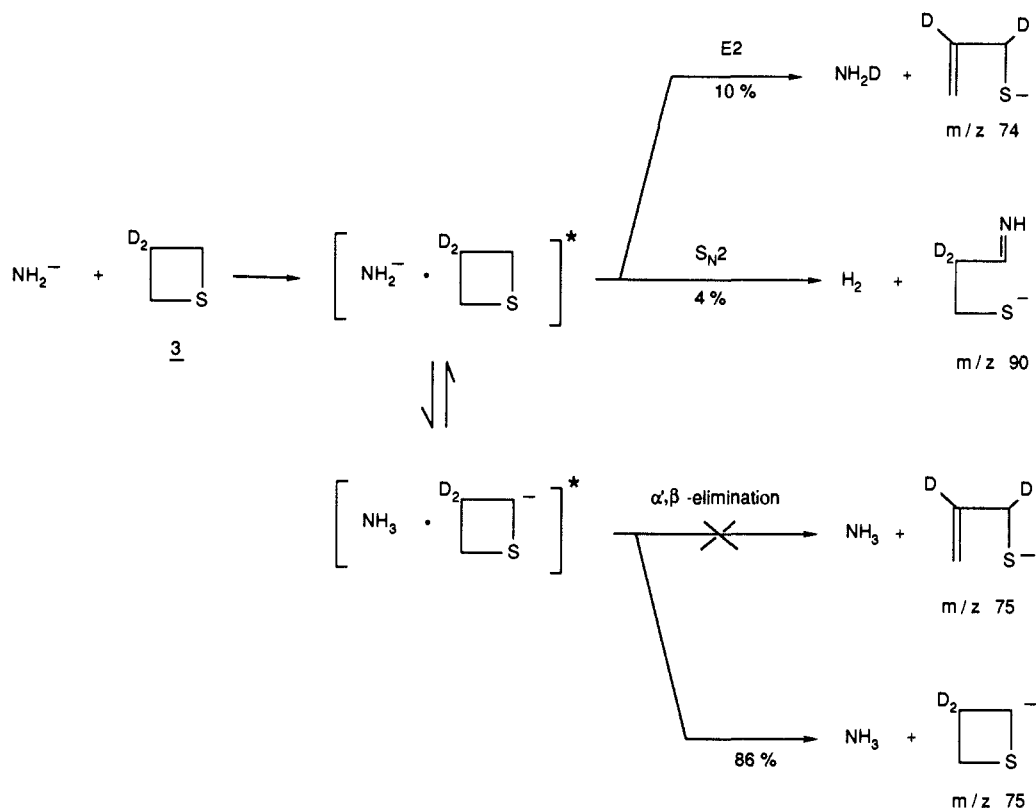 E2
10 %
NH2D + D D S–
m / z 74
NH2– + D2 S
3
[ NH2– · D2 S ]*
SN2
4 %
H2 + D2 NH S–
m / z 90
[ NH3 · D2 – S ]*
α',β -elimination
NH3 + D D S–
m / z 75
86 %
NH3 + D2 – S
m / z 75